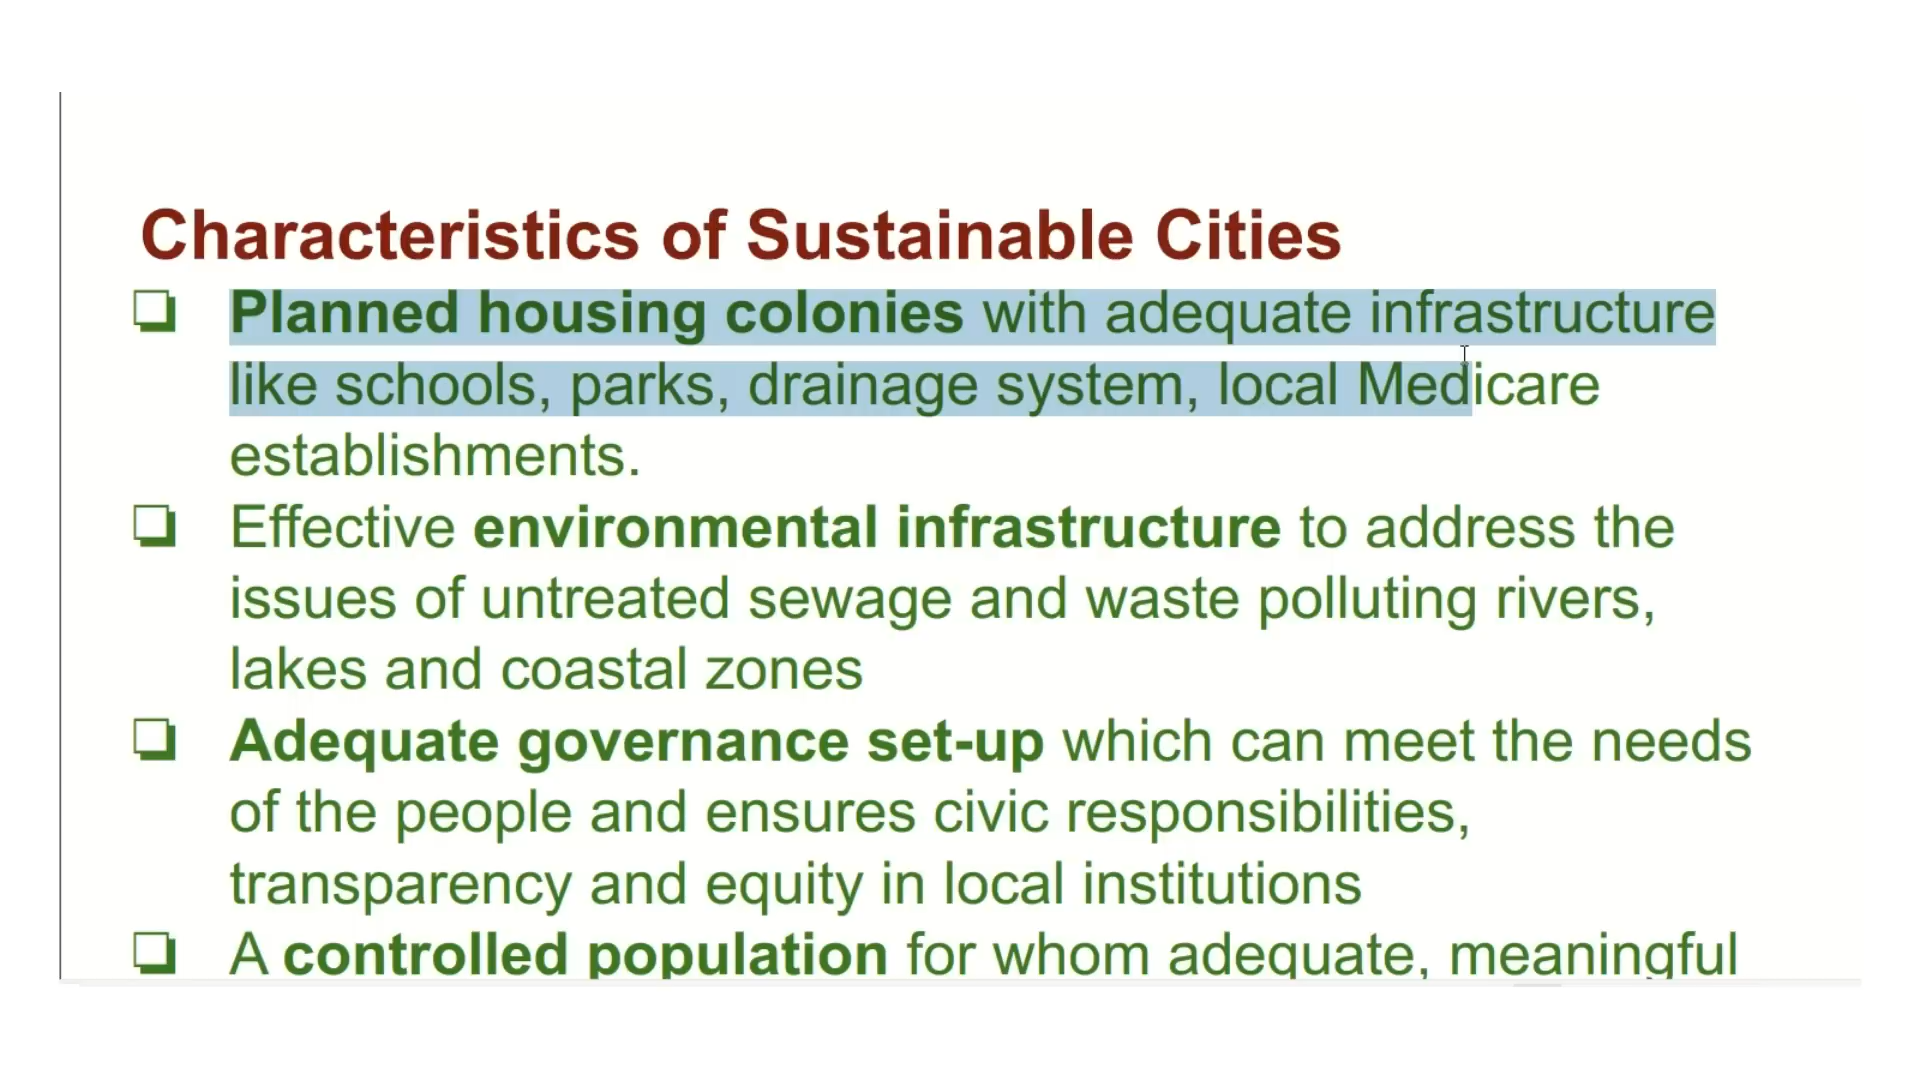 Characteristics of Sustainable Cities
❏ Planned housing colonies with adequate infrastructure
like schools, parks, drainage system, local Medicare
establishments.
❏ Effective environmental infrastructure to address the
issues of untreated sewage and waste polluting rivers,
lakes and coastal zones
❏ Adequate governance set-up which can meet the needs
of the people and ensures civic responsibilities,
transparency and equity in local institutions
❏ A controlled population for whom adequate, meaningful